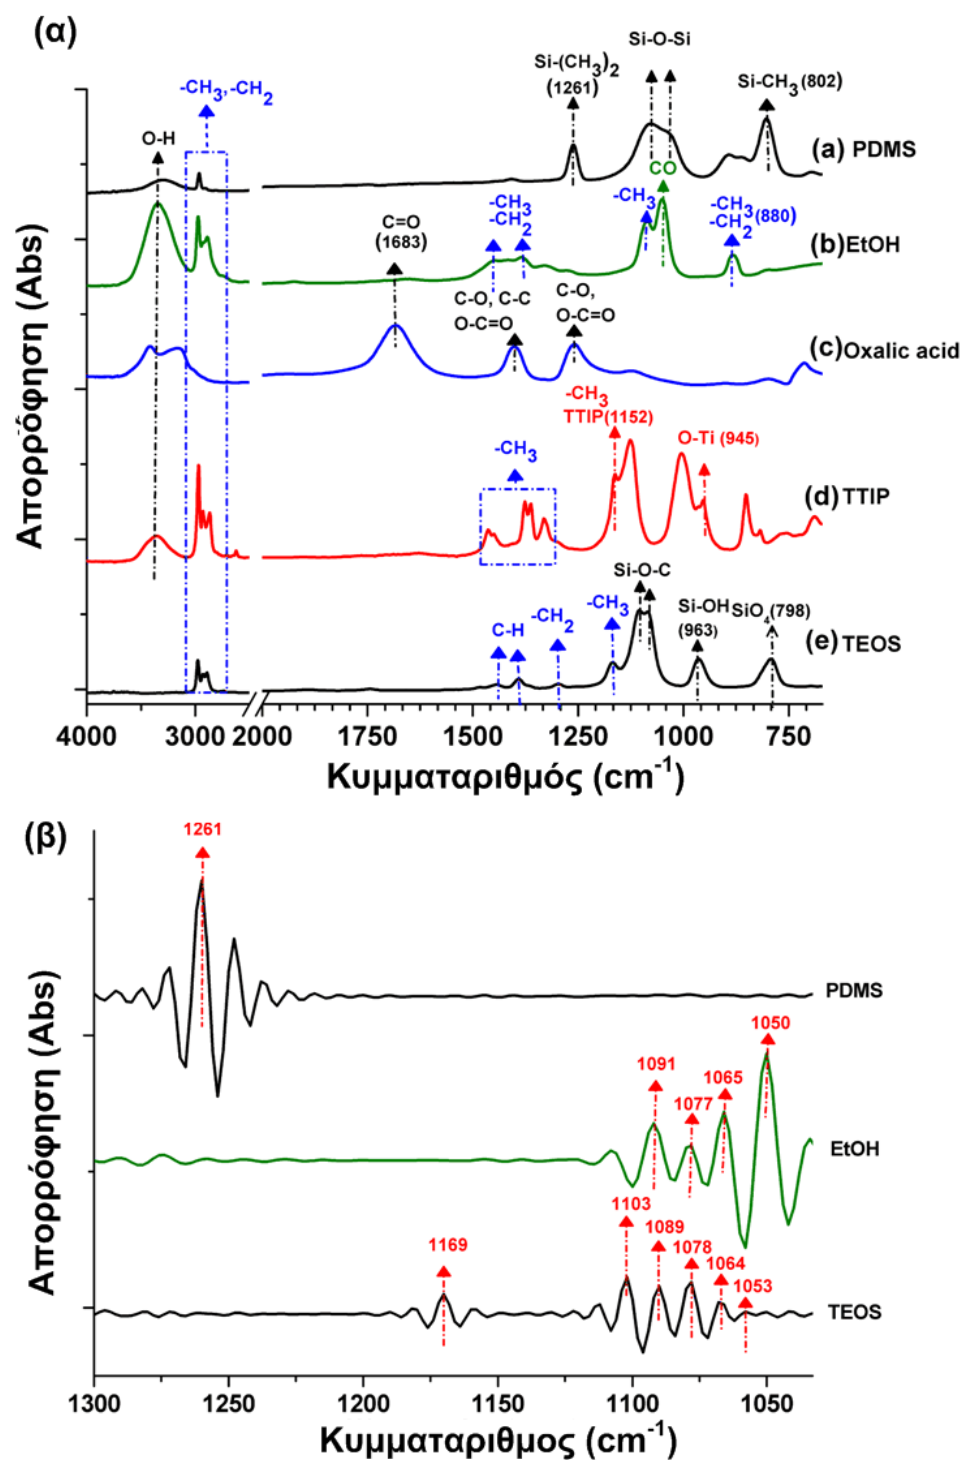 (α)
Si-O-Si
Si-(CH3)2
(1261)
Si-CH3 (802)
-CH3,-CH2
O-H
(a) PDMS
CO
C=O
(1683)
-CH3
-CH2
-CH3
-CH3
-CH2 (880)
(b) EtOH
C-O, C-C
O-C=O
C-O,
O-C=O
(c) Oxalic acid
-CH3
TTIP(1152)
O-Ti (945)
-CH3
(d) TTIP
Si-O-C
-CH3
-CH2
C-H
Si-OH
(963)
SiO4(798)
(e) TEOS
Απορρόφηση (Abs)
4000 3000 2000 1750 1500 1250 1000 750
Κυμματαριθμός (cm-1)
(β)
1261
PDMS
1050
1091
1065
1077
EtOH
1103
1089
1078
1169
1064
1053
TEOS
Απορρόφηση (Abs)
1300 1250 1200 1150 1100 1050
Κυμματαριθμος (cm-1)